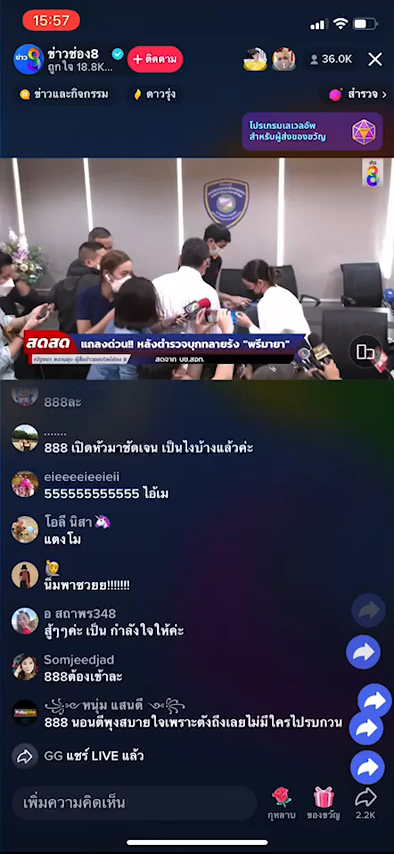 15:57
ข่าวช่อง8
ถูกใจ 18.8K...
+ ติดตาม
36.0K
ข่าวและกิจกรรม
ดาวรุ่ง
สำรวจ >
โปรแกรมเลเวลอัพ
สำหรับผู้ส่งของขวัญ
ข่าว 8
สดสด
แถลงด่วน!! หลังตำรวจบุกทลายรัง "พรีมายา"
สดจาก บช.สอท.
888ละ
.......
888 เปิดหัวมาชัดเจน เป็นไงบ้างแล้วค่ะ
eieeeeieeieii
555555555555 ไอ้เม
โอลี นิสา
แตงโม
นิ่มพาซวยย!!!!!!!
อ สถาพร348
สู้ๆๆค่ะ เป็น กำลังใจให้ค่ะ
Somjeedjad
888ต้องเข้าละ
หนุ่ม แสนดี
888 นอนตีพุงสบายใจเพราะตังถึงเลยไม่มีใครไปรบกวน
GG แชร์ LIVE แล้ว
เพิ่มความคิดเห็น
กุหลาบ
ของขวัญ
2.2K